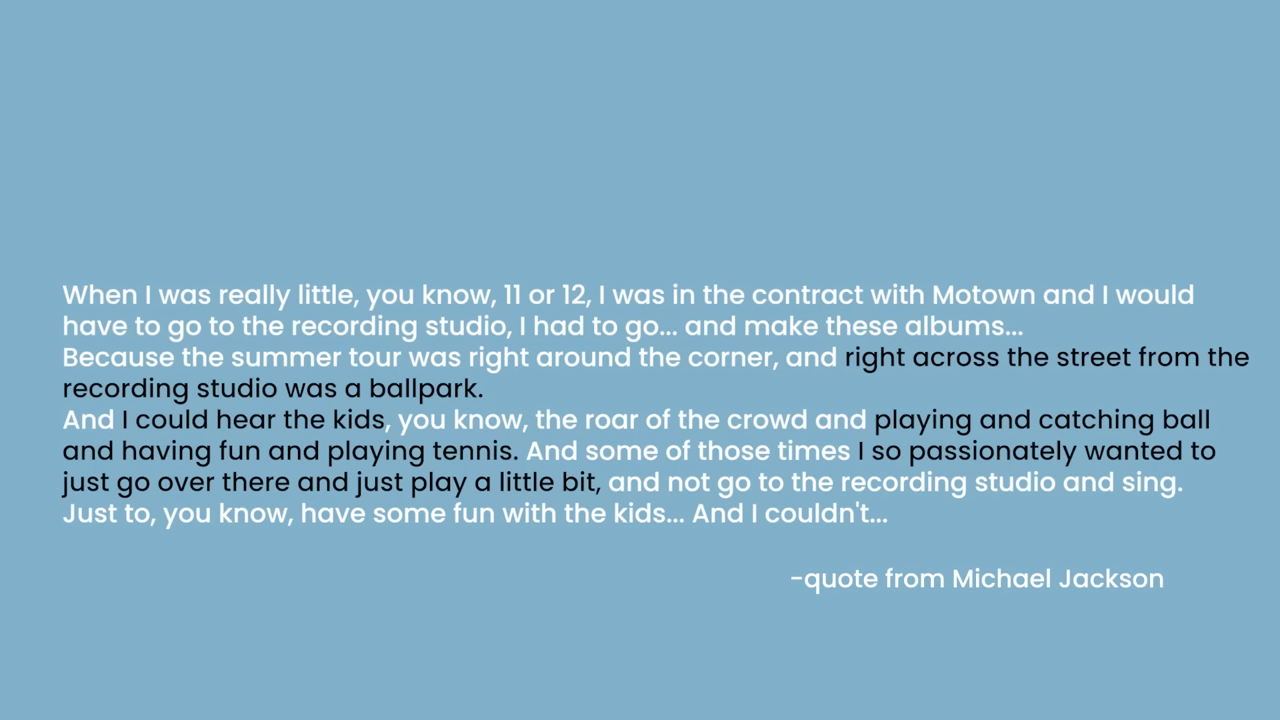 When I was really little, you know, 11 or 12, I was in the contract with Motown and I would
have to go to the recording studio, I had to go... and make these albums...
Because the summer tour was right around the corner, and right across the street from the
recording studio was a ballpark.
And I could hear the kids, you know, the roar of the crowd and playing and catching ball
and having fun and playing tennis. And some of those times I so passionately wanted to
just go over there and just play a little bit, and not go to the recording studio and sing.
Just to, you know, have some fun with the kids... And I couldn't...
-quote from Michael Jackson